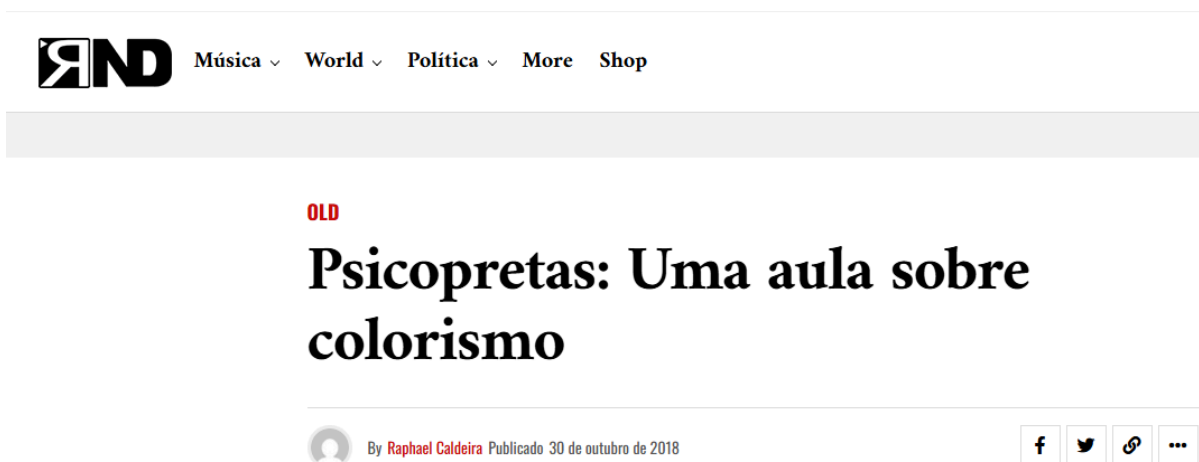 RND Música World Política More Shop
OLD
Psicopretas: Uma aula sobre
colorismo
By Raphael Caldeira Publicado 30 de outubro de 2018